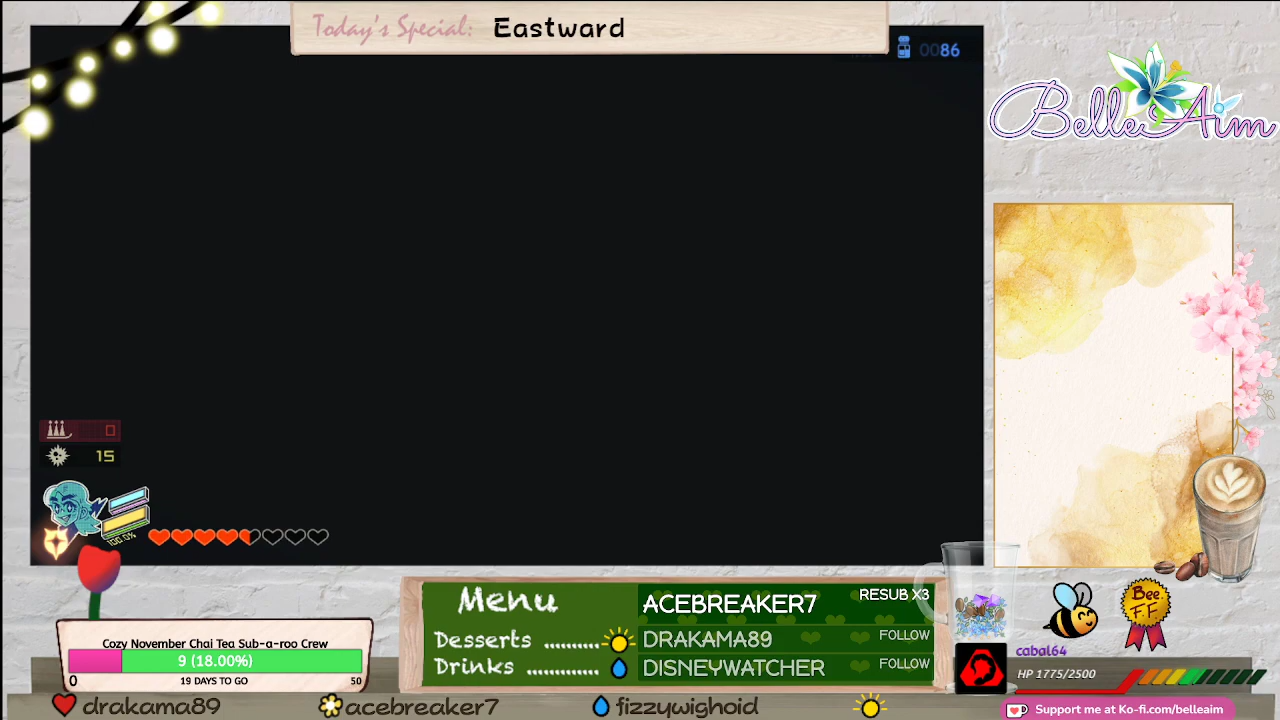 Today's Special: Eastward
0086
BelleAim
0
15
100.0%
Menu
Desserts ..........
Drinks ..............
ACEBREAKER7 RESUB X3
DRAKAMA89 FOLLOW
DISNEYWATCHER FOLLOW
Bee
F.F.
Cozy November Chai Tea Sub-a-roo Crew
9 (18.00%)
0 19 DAYS TO GO 50
cabal64
HP 1775/2500
drakama89 acebreaker7 fizzywighoid
Support me at Ko-fi.com/belleaim